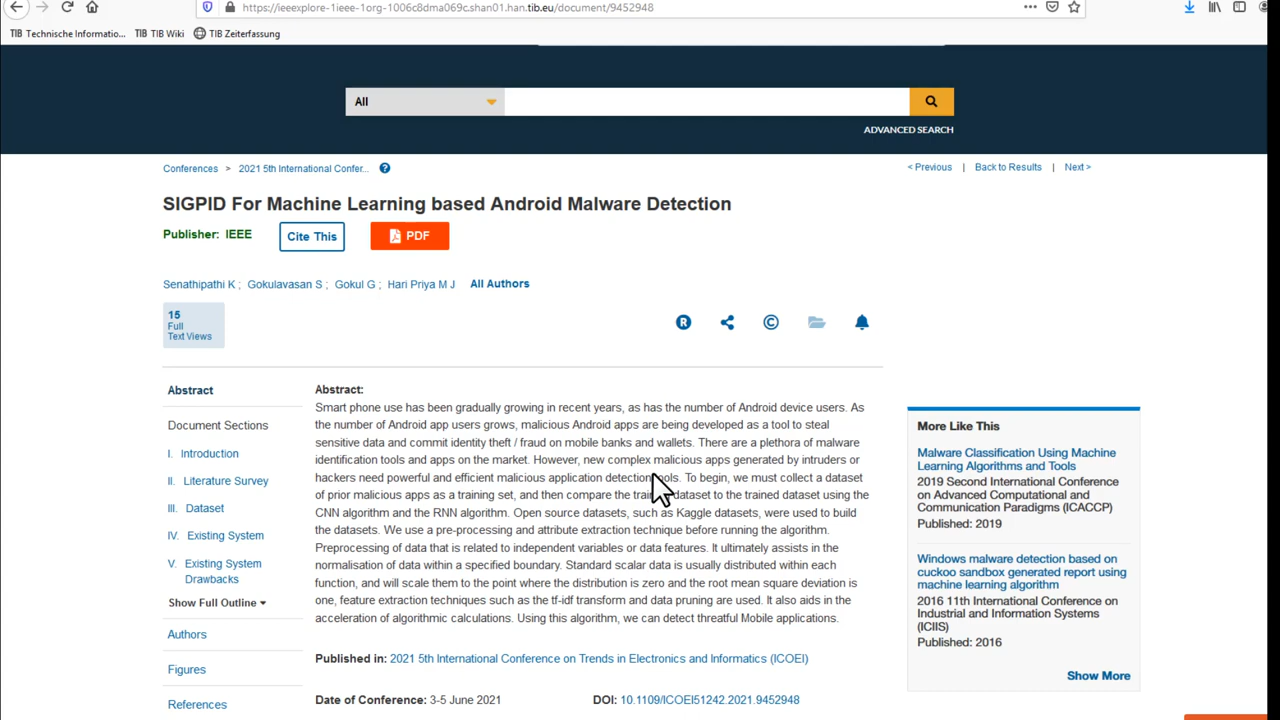 https://ieeexplore-1ieee-1org-1006c8dma069c.shan01.han.tib.eu/document/9452948
TIB Technische Informatio... TIB TIB Wiki TIB Zeiterfassung
All
ADVANCED SEARCH
Conferences > 2021 5th International Confer... ?
< Previous | Back to Results | Next >
SIGPID For Machine Learning based Android Malware Detection
Publisher: IEEE Cite This PDF
Senathipathi K ; Gokulavasan S ; Gokul G ; Hari Priya M J All Authors
15
Full
Text Views
R ©
Abstract
Document Sections
I. Introduction
II. Literature Survey
III. Dataset
IV. Existing System
V. Existing System
Drawbacks
Show Full Outline
Authors
Figures
References
Abstract:
Smart phone use has been gradually growing in recent years, as has the number of Android device users. As
the number of Android app users grows, malicious Android apps are being developed as a tool to steal
sensitive data and commit identity theft / fraud on mobile banks and wallets. There are a plethora of malware
identification tools and apps on the market. However, new complex malicious apps generated by intruders or
hackers need powerful and efficient malicious application detection tools. To begin, we must collect a dataset
of prior malicious apps as a training set, and then compare the dataset to the trained dataset using the
CNN algorithm and the RNN algorithm. Open source datasets, such as Kaggle datasets, were used to build
the datasets. We use a pre-processing and attribute extraction technique before running the algorithm.
Preprocessing of data that is related to independent variables or data features. It ultimately assists in the
normalisation of data within a specified boundary. Standard scalar data is usually distributed within each
function, and will scale them to the point where the distribution is zero and the root mean square deviation is
one, feature extraction techniques such as the tf-idf transform and data pruning are used. It also aids in the
acceleration of algorithmic calculations. Using this algorithm, we can detect threatful Mobile applications.
Published in: 2021 5th International Conference on Trends in Electronics and Informatics (ICOEI)
Date of Conference: 3-5 June 2021 DOI: 10.1109/ICOEI51242.2021.9452948
More Like This
Malware Classification Using Machine
Learning Algorithms and Tools
2019 Second International Conference
on Advanced Computational and
Communication Paradigms (ICACCP)
Published: 2019
Windows malware detection based on
cuckoo sandbox generated report using
machine learning algorithm
2016 11th International Conference on
Industrial and Information Systems
(ICIIS)
Published: 2016
Show More